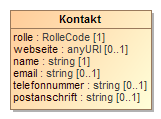 Kontakt
rolle : RolleCode [1]
webseite : anyURI [0..1]
name : string [1]
email : string [0..1]
telefonnummer : string [0..1]
postanschrift : string [0..1]